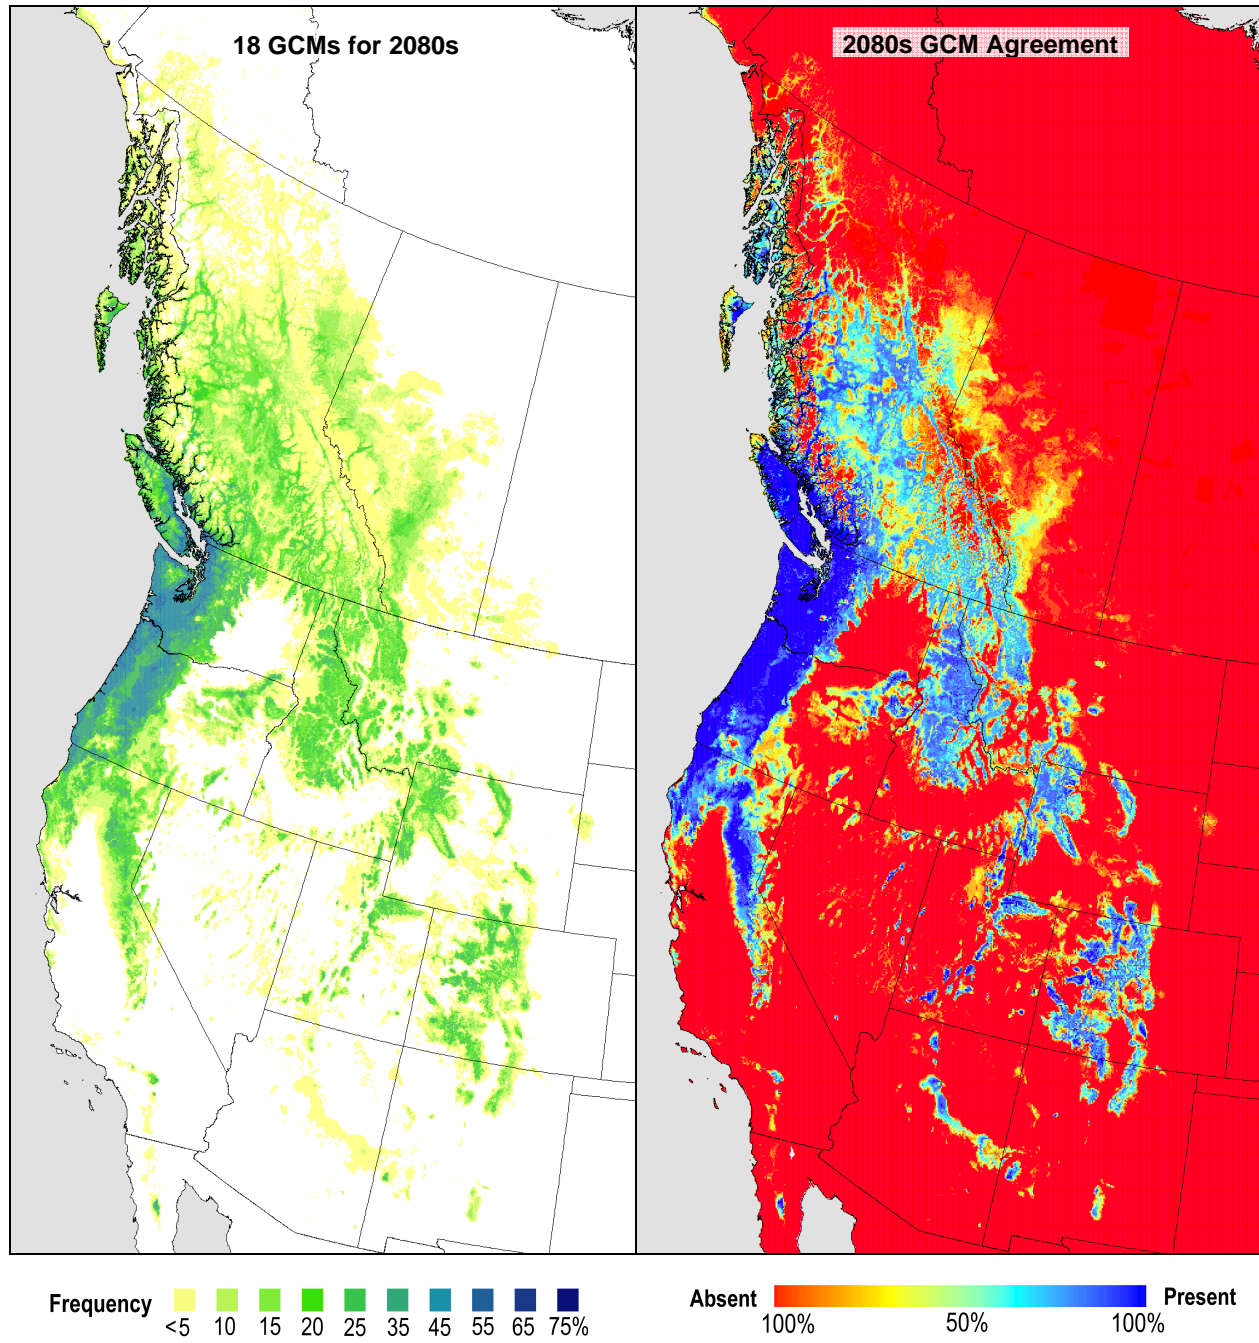 18 GCMs for 2080s
2080s GCM Agreement
Frequency
<5 10 15 20 25 35 45 55 65 75%
Absent Present
100% 50% 100%